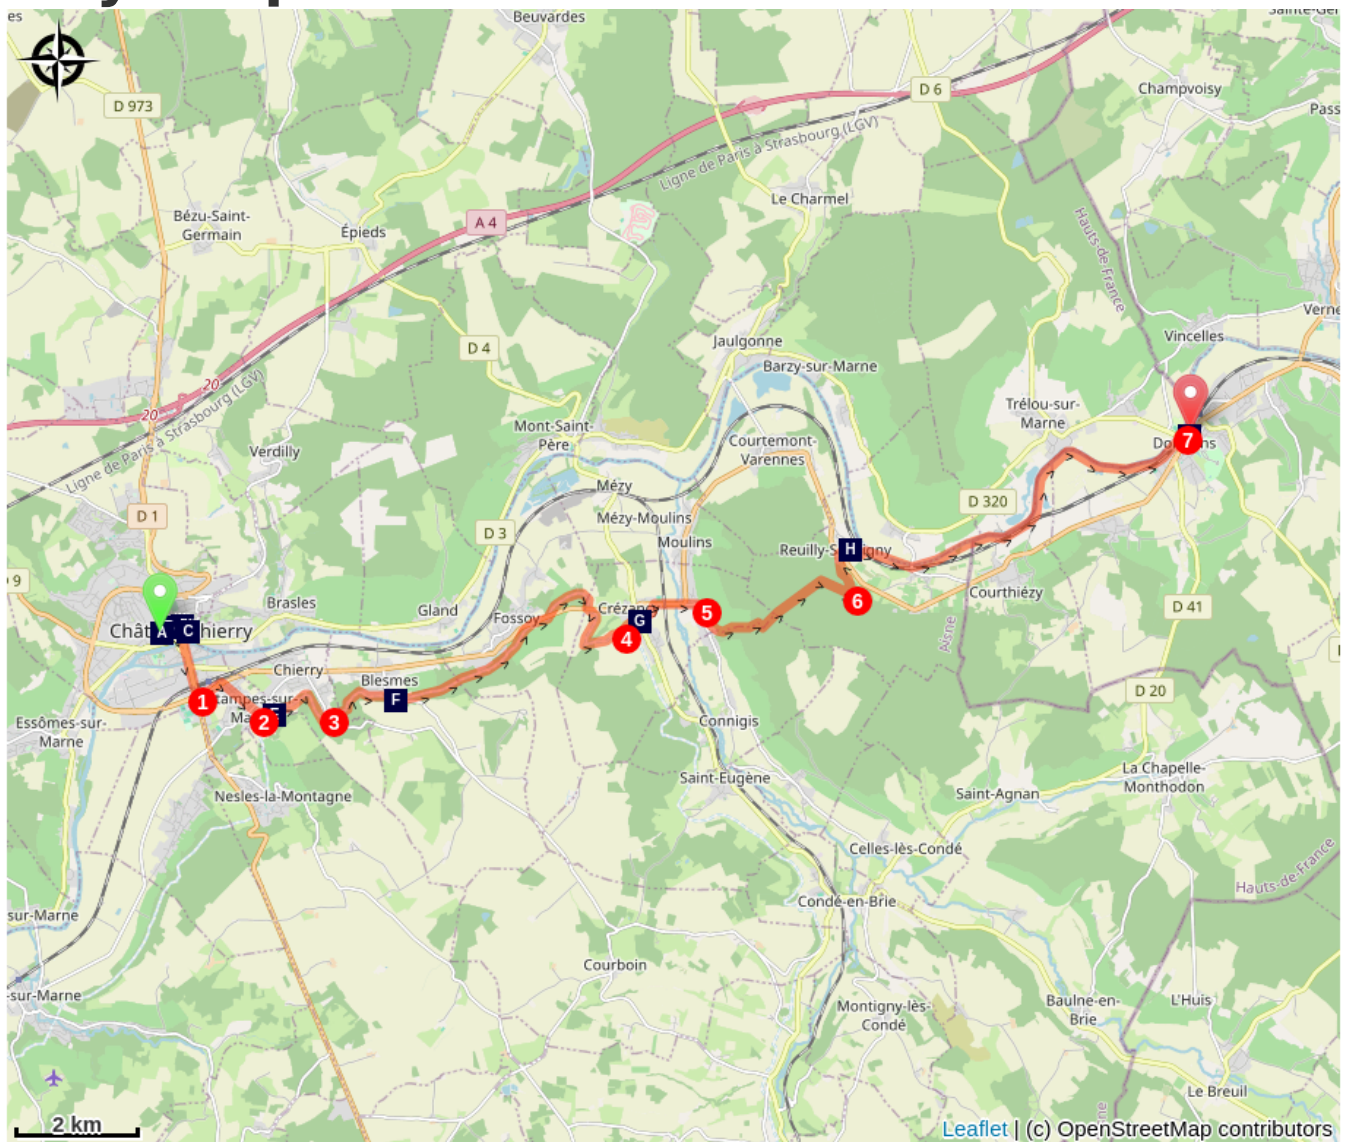 Beuvardes
D 973
D 6
Champvoisy
Ligne de Paris à Strasbourg (LGV)
Le Charmel
Bézu-Saint-
Germain
Épieds
A 4
Hauts-de-France
Vincelles
D 4
Jaulgonne
Barzy-sur-Marne
20
20
Ligne de Paris à Strasbourg (LGV)
Trélou-sur-
Marne
Mont-Saint-
Père
Courtemont-
Varennes
7
Verdilly
Mézy
D 1
D 3
Mézy-Moulins
D 320
Moulins
H
9
Brasles
Gland
Fossoy
G
5
6
Courthiézy
D 41
A
C
hierry
4
Aisne
Chierry
Blesmes
D 20
1
F
2
3
Essômes-sur-
Marne
Connigis
Saint-Eugène
La Chapelle-
Monthodon
Nesles-la-Montagne
Saint-Agnan
Celles-lès-Condé
Hauts-de-France
Condé-en-Brie
sur-Marne
Courboin
-sur-Marne
Montigny-lès-
Condé
Baulne-en-
Brie
L'Huis
Le Breuil
2 km
Leaflet | (c) OpenStreetMap contributors